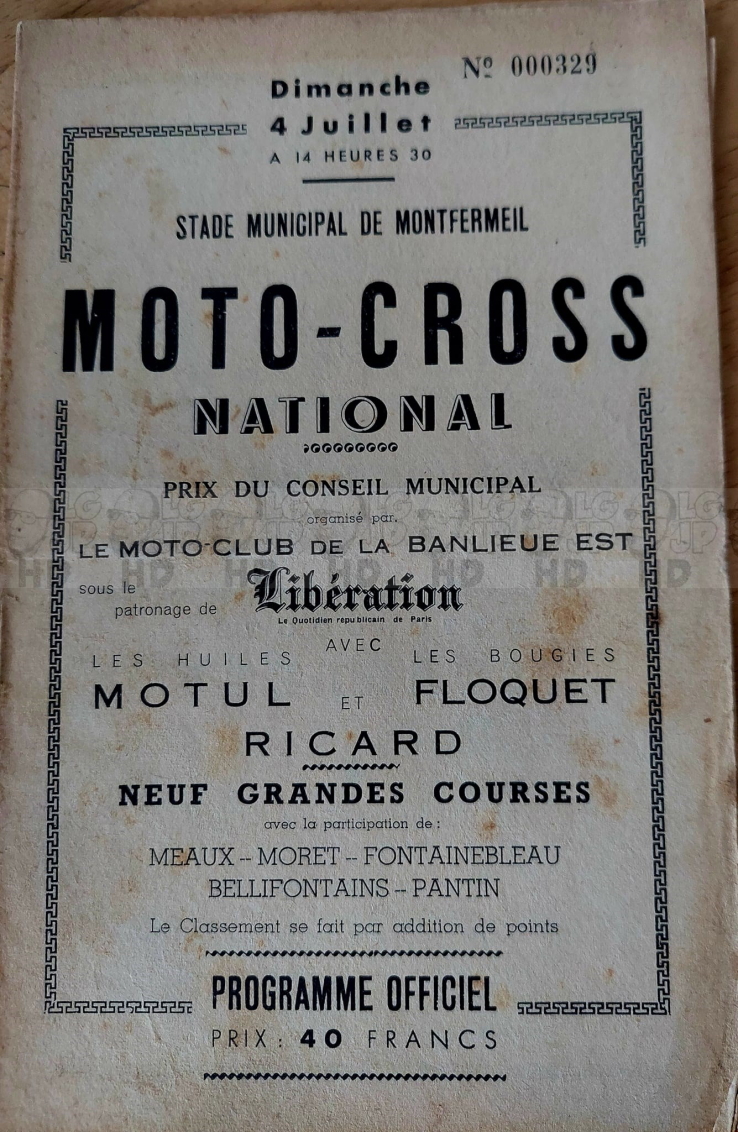 Nº 000329
Dimanche
4 Juillet
A 14 HEURES 30
STADE MUNICIPAL DE MONTFERMEIL
MOTO-CROSS
NATIONAL
PRIX DU CONSEIL MUNICIPAL
organisé par.
LE MOTO-CLUB DE LA BANLIEUE EST
sous le
patronage de Libération
Le Quotidien républicain de Paris
AVEC
LES HUILES LES BOUGIES
MOTUL ET FLOQUET
RICARD
NEUF GRANDES COURSES
avec la participation de :
MEAUX -- MORET -- FONTAINEBLEAU
BELLIFONTAINS -- PANTIN
Le Classement se fait par addition de points
PROGRAMME OFFICIEL
PRIX : 40 FRANCS